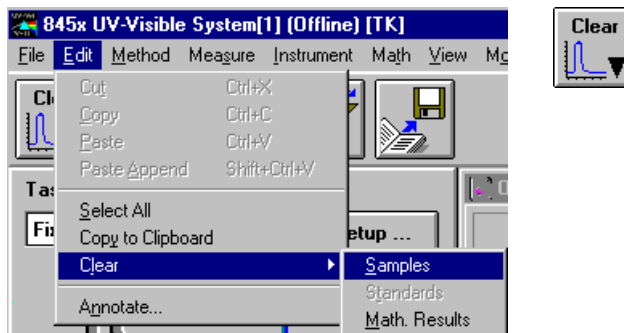 845x UV-Visible System[1] (Offline) [TK]
File Edit Method Measure Instrument Math View
Cut Ctrl+X
Copy Ctrl+C
Paste Ctrl+V
Paste Append Shift+Ctrl+V
Select All
Copy to Clipboard
Clear
Annotate...
Samples
Standards
Math. Results
Clear